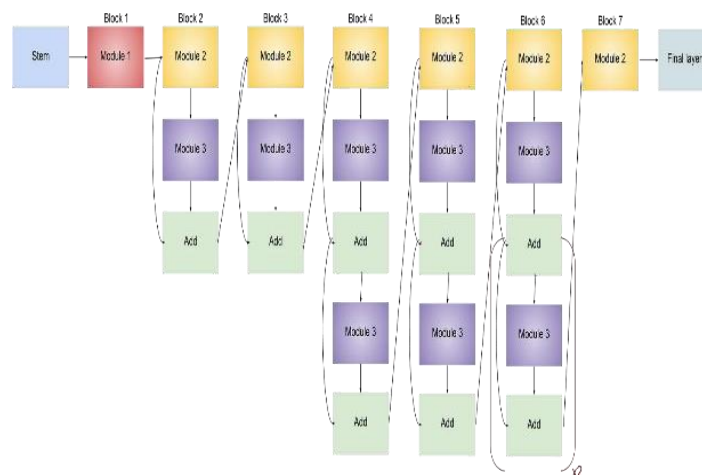 Block 1 Block 2 Block 3 Block 4 Block 5 Block 6 Block 7
Stem Module 1 Module 2 Module 2 Module 2 Module 2 Module 2 Module 2 Final layer
Module 3 Module 3 Module 3 Module 3 Module 3
Add Add Add Add Add
Module 3 Module 3 Module 3
Add Add Add